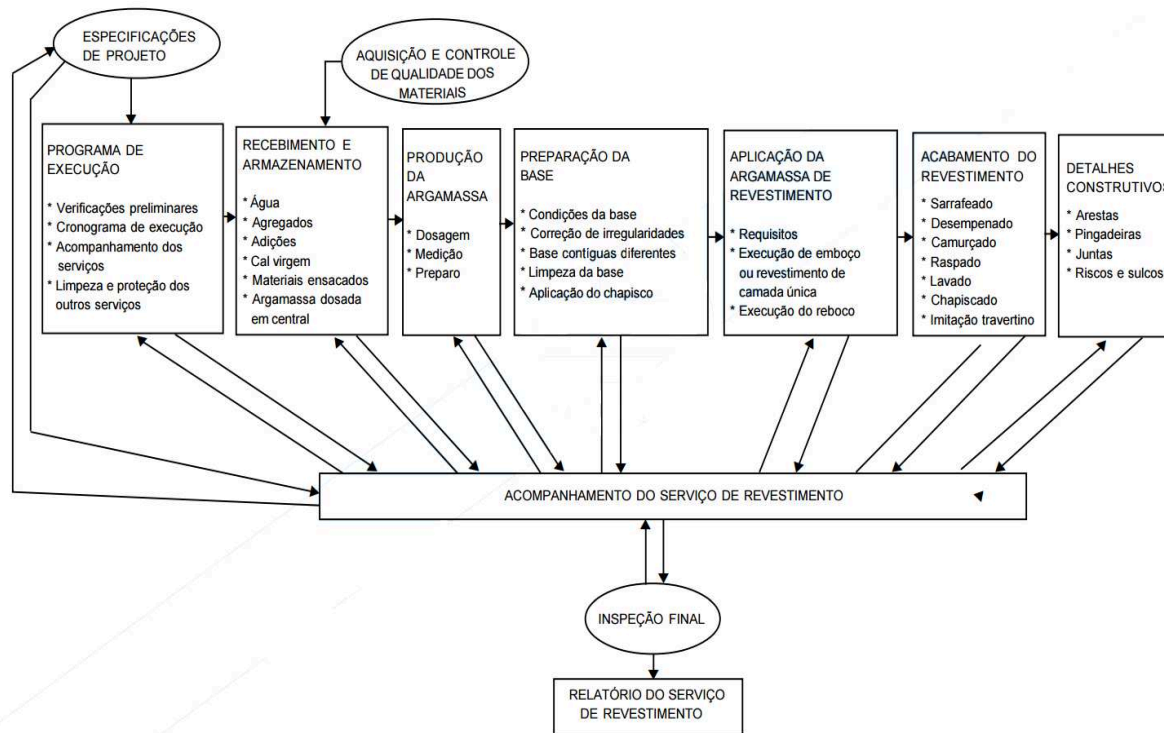 ESPECIFICAÇÕES
DE PROJETO
AQUISIÇÃO E CONTROLE
DE QUALIDADE DOS
MATERIAIS
PROGRAMA DE
EXECUÇÃO
* Verificações preliminares
* Cronograma de execução
* Acompanhamento dos
serviços
* Limpeza e proteção dos
outros serviços
RECEBIMENTO E
ARMAZENAMENTO
* Água
* Agregados
* Adições
* Cal virgem
* Materiais ensacados
* Argamassa dosada
em central
PRODUÇÃO
DA
ARGAMASSA
* Dosagem
* Medição
* Preparo
PREPARAÇÃO DA
BASE
* Condições da base
* Correção de irregularidades
* Base contiguas diferentes
* Limpeza da base
* Aplicação do chapisco
APLICAÇÃO DA
ARGAMASSA DE
REVESTIMENTO
* Requisitos
* Execução de emboço
ou revestimento de
camada única
* Execução do reboco
ACABAMENTO DO
REVESTIMENTO
* Sarrafeado
* Desempenado
* Camurçado
* Raspado
* Lavado
* Chapiscado
* Imitação travertino
DETALHES
CONSTRUTIVOS
* Arestas
* Pingadeiras
* Juntas
* Riscos e sulcos
ACOMPANHAMENTO DO SERVIÇO DE REVESTIMENTO
INSPEÇÃO FINAL
RELATÓRIO DO SERVIÇO
DE REVESTIMENTO